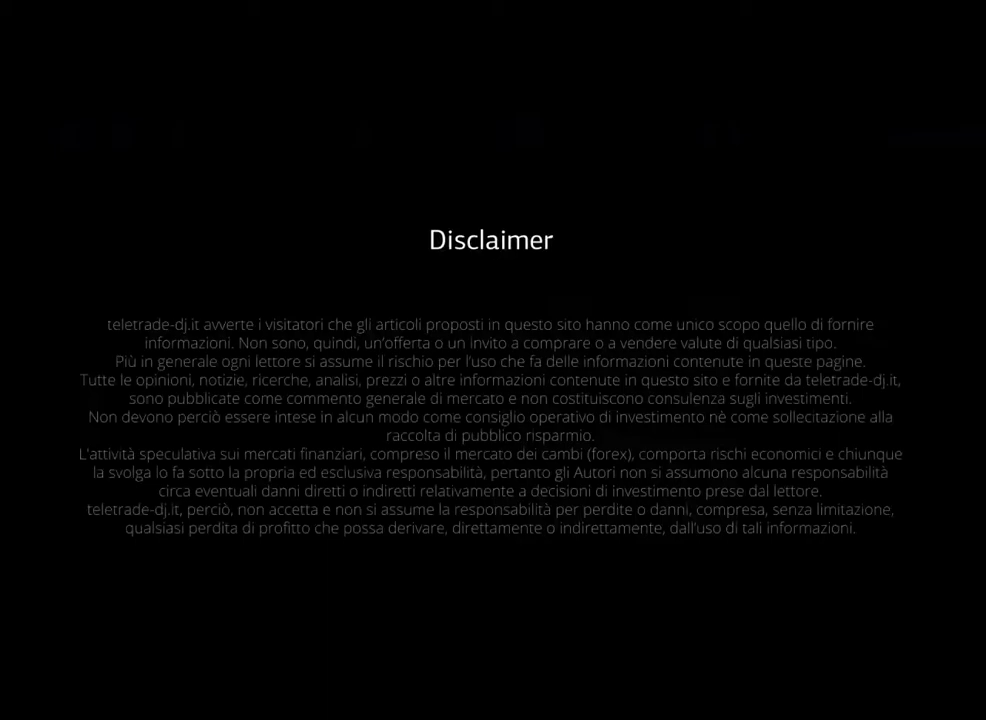 Disclaimer
teletrade-dj.it avverte i visitatori che gli articoli proposti in questo sito hanno come unico scopo quello di fornire
informazioni. Non sono, quindi, un'offerta o un invito a comprare o a vendere valute di qualsiasi tipo.
Più in generale ogni lettore si assume il rischio per l'uso che fa delle informazioni contenute in queste pagine.
Tutte le opinioni, notizie, ricerche, analisi, prezzi o altre informazioni contenute in questo sito e fornite da teletrade-dj.it,
sono pubblicate come commento generale di mercato e non costituiscono consulenza sugli investimenti.
Non devono perciò essere intese in alcun modo come consiglio operativo di investimento nè come sollecitazione alla
raccolta di pubblico risparmio.
L'attività speculativa sui mercati finanziari, compreso il mercato dei cambi (forex), comporta rischi economici e chiunque
la svolga lo fa sotto la propria ed esclusiva responsabilità, pertanto gli Autori non si assumono alcuna responsabilità
circa eventuali danni diretti o indiretti relativamente a decisioni di investimento prese dal lettore.
teletrade-dj.it, perciò, non accetta e non si assume la responsabilità per perdite o danni, compresa, senza limitazione,
qualsiasi perdita di profitto che possa derivare, direttamente o indirettamente, dall'uso di tali informazioni.